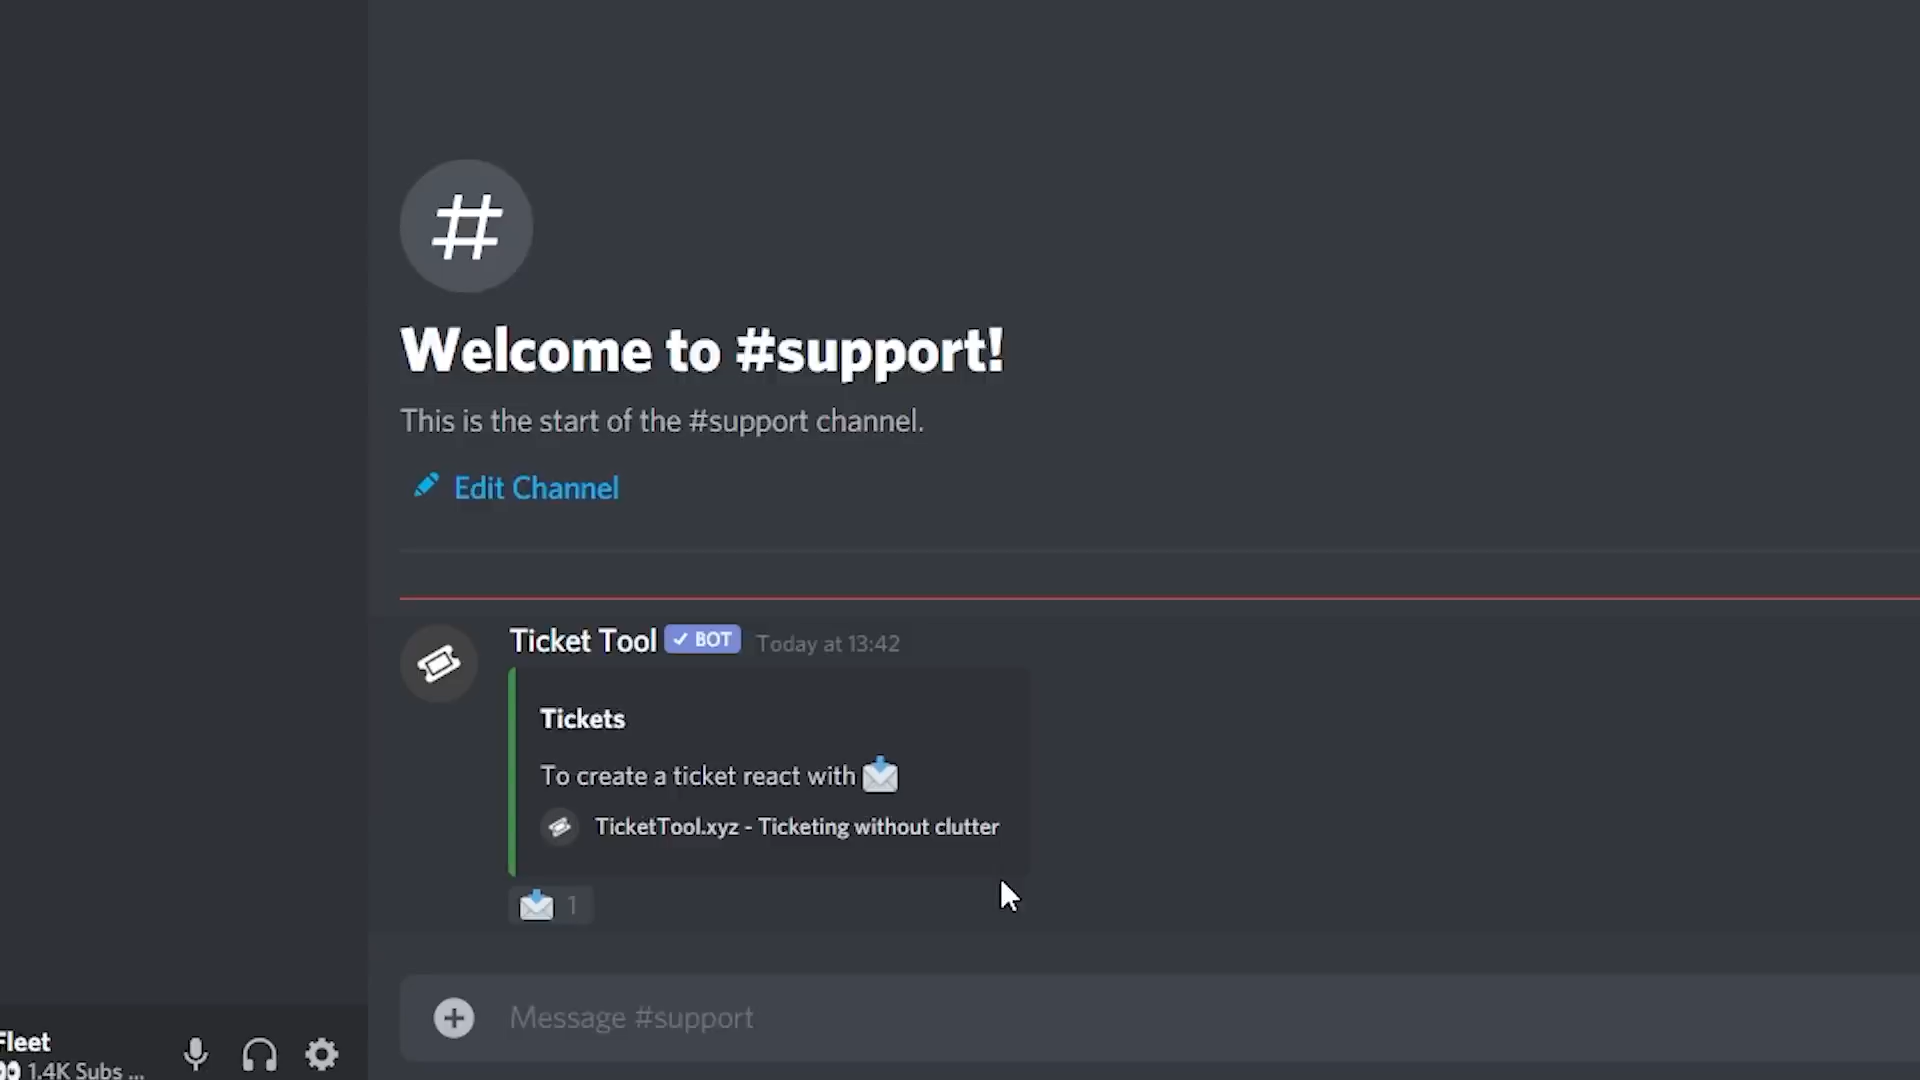 #
Welcome to #support!
This is the start of the #support channel.
Edit Channel
Ticket Tool ✓ BOT Today at 13:42
Tickets
To create a ticket react with 📩
TicketTool.xyz - Ticketing without clutter
📩 1
Message #support
Fleet
👀 1.4K Subs ...